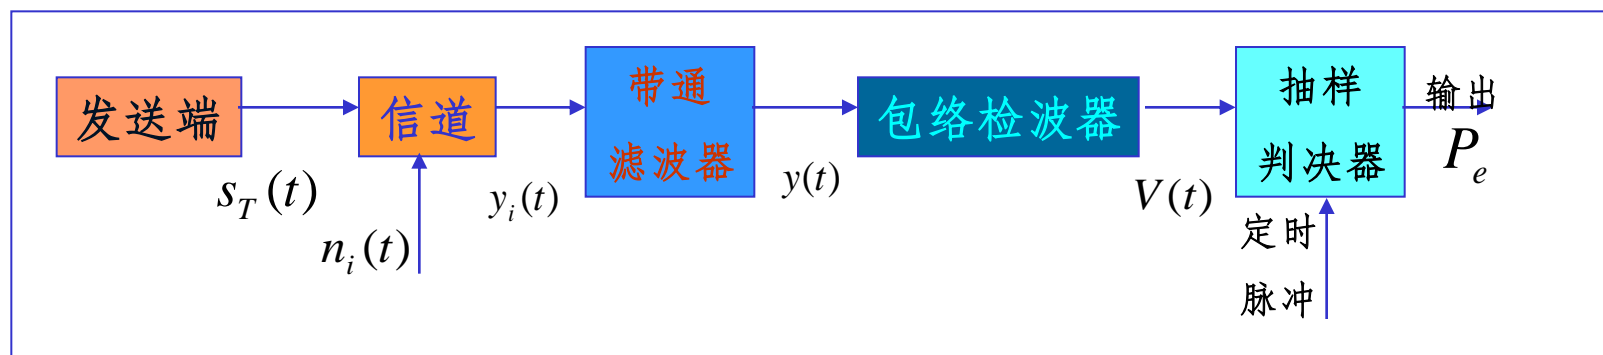 发送端
s_T(t)
信道
n_i(t)
y_i(t)
带通
滤波器
y(t)
包络检波器
V(t)
抽样
判决器
定时
脉冲
输出
P_e